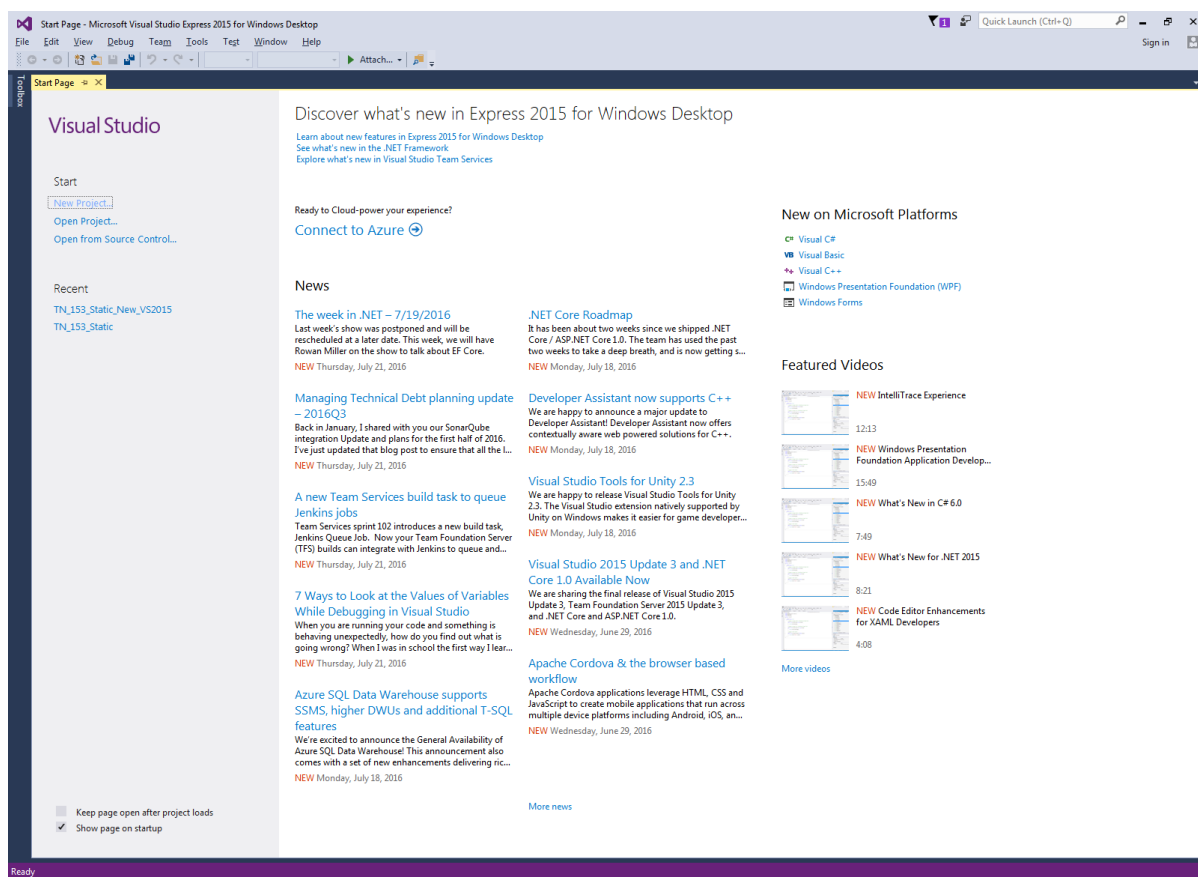 Start Page - Microsoft Visual Studio Express 2015 for Windows Desktop
1
Quick Launch (Ctrl+Q)
File Edit View Debug Team Tools Test Window Help
Sign in
Attach...
Toolbox
Start Page
Visual Studio
Start
New Project...
Open Project...
Open from Source Control...
Recent
TN_153_Static_New_VS2015
TN_153_Static
Keep page open after project loads
Show page on startup
Discover what's new in Express 2015 for Windows Desktop
Learn about new features in Express 2015 for Windows Desktop
See what's new in the .NET Framework
Explore what's new in Visual Studio Team Services
Ready to Cloud-power your experience?
Connect to Azure
News
The week in .NET – 7/19/2016
Last week's show was postponed and will be
rescheduled at a later date. This week, we will have
Rowan Miller on the show to talk about EF Core.
NEW Thursday, July 21, 2016
Managing Technical Debt planning update
– 2016Q3
Back in January, I shared with you our SonarQube
integration Update and plans for the first half of 2016.
I've just updated that blog post to ensure that all the l...
NEW Thursday, July 21, 2016
A new Team Services build task to queue
Jenkins jobs
Team Services sprint 102 introduces a new build task,
Jenkins Queue Job. Now your Team Foundation Server
(TFS) builds can integrate with Jenkins to queue and...
NEW Thursday, July 21, 2016
7 Ways to Look at the Values of Variables
While Debugging in Visual Studio
When you are running your code and something is
behaving unexpectedly, how do you find out what is
going wrong? When I was in school the first way I lear...
NEW Thursday, July 21, 2016
Azure SQL Data Warehouse supports
SSMS, higher DWUs and additional T-SQL
features
We're excited to announce the General Availability of
Azure SQL Data Warehouse! This announcement also
comes with a set of new enhancements delivering ric...
NEW Monday, July 18, 2016
.NET Core Roadmap
It has been about two weeks since we shipped .NET
Core / ASP.NET Core 1.0. The team has used the past
two weeks to take a deep breath, and is now getting s...
NEW Monday, July 18, 2016
Developer Assistant now supports C++
We are happy to announce a major update to
Developer Assistant! Developer Assistant now offers
contextually aware web powered solutions for C++.
NEW Monday, July 18, 2016
Visual Studio Tools for Unity 2.3
We are happy to release Visual Studio Tools for Unity
2.3. The Visual Studio extension natively supported by
Unity on Windows makes it easier for game developer...
NEW Monday, July 18, 2016
Visual Studio 2015 Update 3 and .NET
Core 1.0 Available Now
We are sharing the final release of Visual Studio 2015
Update 3, Team Foundation Server 2015 Update 3,
and .NET Core and ASP.NET Core 1.0.
NEW Wednesday, June 29, 2016
Apache Cordova & the browser based
workflow
Apache Cordova applications leverage HTML, CSS and
JavaScript to create mobile applications that run across
multiple device platforms including Android, iOS, an...
NEW Wednesday, June 29, 2016
More news
New on Microsoft Platforms
C# Visual C#
VB Visual Basic
Visual C++
Windows Presentation Foundation (WPF)
Windows Forms
Featured Videos
NEW IntelliTrace Experience
12:13
NEW Windows Presentation
Foundation Application Develop...
15:49
NEW What's New in C# 6.0
7:49
NEW What's New for .NET 2015
8:21
NEW Code Editor Enhancements
for XAML Developers
4:08
More videos
Ready